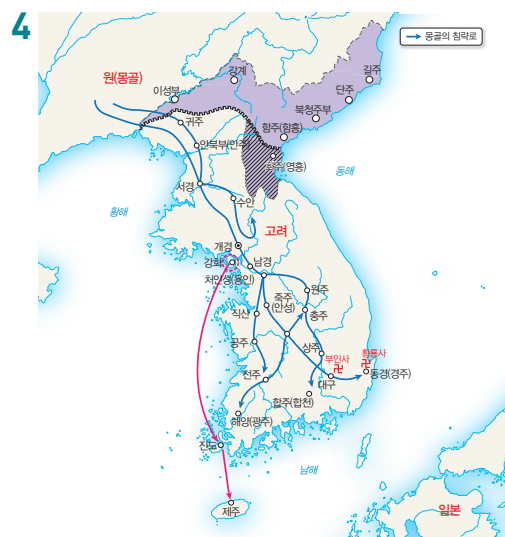 4
몽골의 침략로
원(몽골)
강계
길주
이성부
단주
북청주부
귀주
함주(함흥)
안북부(안주)
화주(영흥)
동해
서경
수안
황해
고려
개경
강화
남경
처인성(용인)
원주
죽주
(안성)
직산
충주
공주
상주
부인사
황룡사
전주
동경(경주)
대구
합주(합천)
해양(광주)
진도
남해
제주
일본